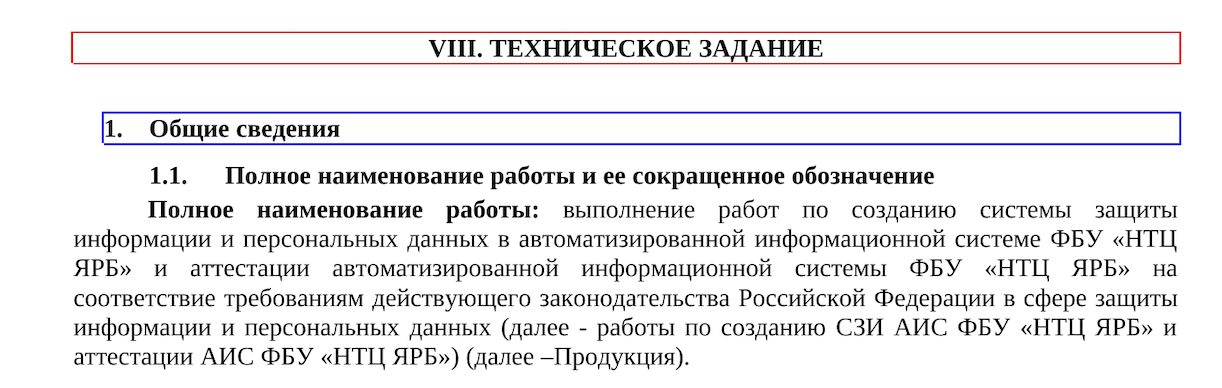 VIII. ТЕХНИЧЕСКОЕ ЗАДАНИЕ
1. Общие сведения
1.1. Полное наименование работы и ее сокращенное обозначение
Полное наименование работы: выполнение работ по созданию системы защиты
информации и персональных данных в автоматизированной информационной системе ФБУ «НТЦ
ЯРБ» и аттестации автоматизированной информационной системы ФБУ «НТЦ ЯРБ» на
соответствие требованиям действующего законодательства Российской Федерации в сфере защиты
информации и персональных данных (далее - работы по созданию СЗИ АИС ФБУ «НТЦ ЯРБ» и
аттестации АИС ФБУ «НТЦ ЯРБ») (далее –Продукция).